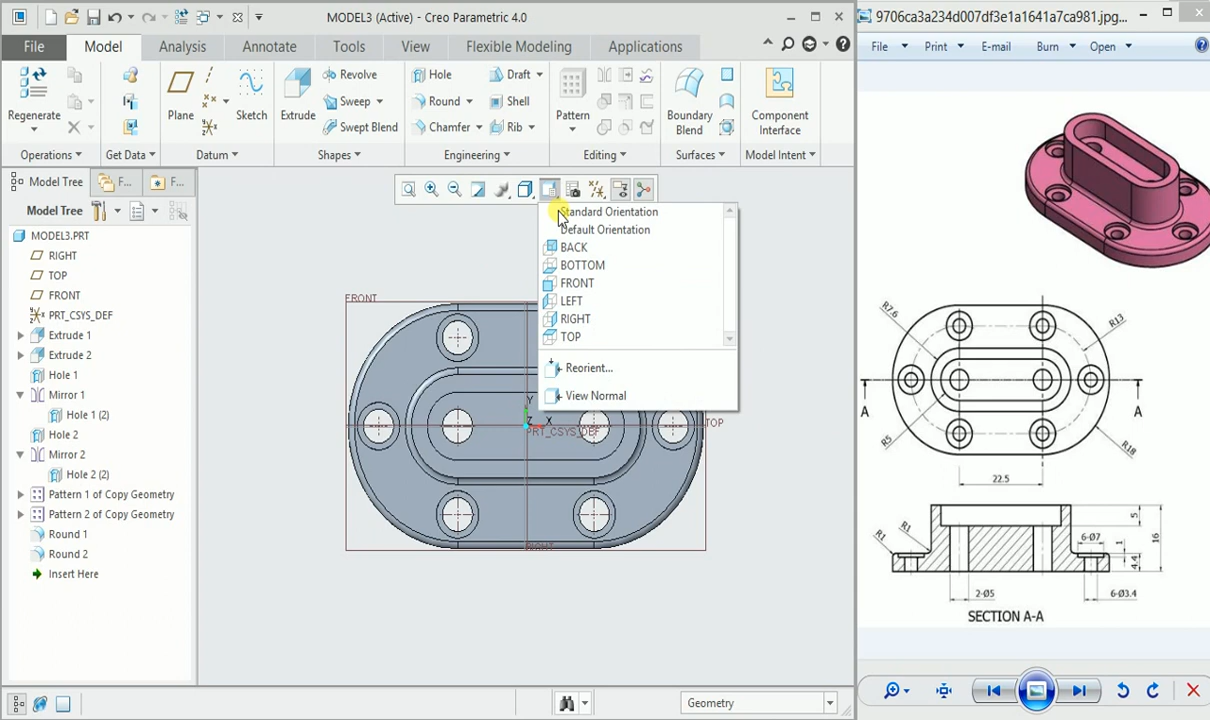 MODEL3 (Active) - Creo Parametric 4.0
File
Model
Analysis
Annotate
Tools
View
Flexible Modeling
Applications
Regenerate
Operations
Get Data
Plane
Sketch
Datum
Extrude
Revolve
Sweep
Swept Blend
Shapes
Hole
Round
Chamfer
Draft
Shell
Rib
Engineering
Pattern
Editing
Boundary
Blend
Surfaces
Component
Interface
Model Intent
Model Tree
F...
F...
Model Tree
MODEL3.PRT
RIGHT
TOP
FRONT
PRT_CSYS_DEF
Extrude 1
Extrude 2
Hole 1
Mirror 1
Hole 1 (2)
Hole 2
Mirror 2
Hole 2 (2)
Pattern 1 of Copy Geometry
Pattern 2 of Copy Geometry
Round 1
Round 2
Insert Here
Standard Orientation
Default Orientation
BACK
BOTTOM
FRONT
LEFT
RIGHT
TOP
Reorient...
View Normal
FRONT
Y
Z
X
PRT_CSYS_DEF
TOP
RIGHT
Geometry
9706ca3a234d007df3e1a1641a7ca981.jpg...
File
Print
E-mail
Burn
Open
R7.6
R13
A
A
R5
R18
22.5
R1
R1
5
16
6-Ø7
1
4.4
2-Ø5
6-Ø3.4
SECTION A-A